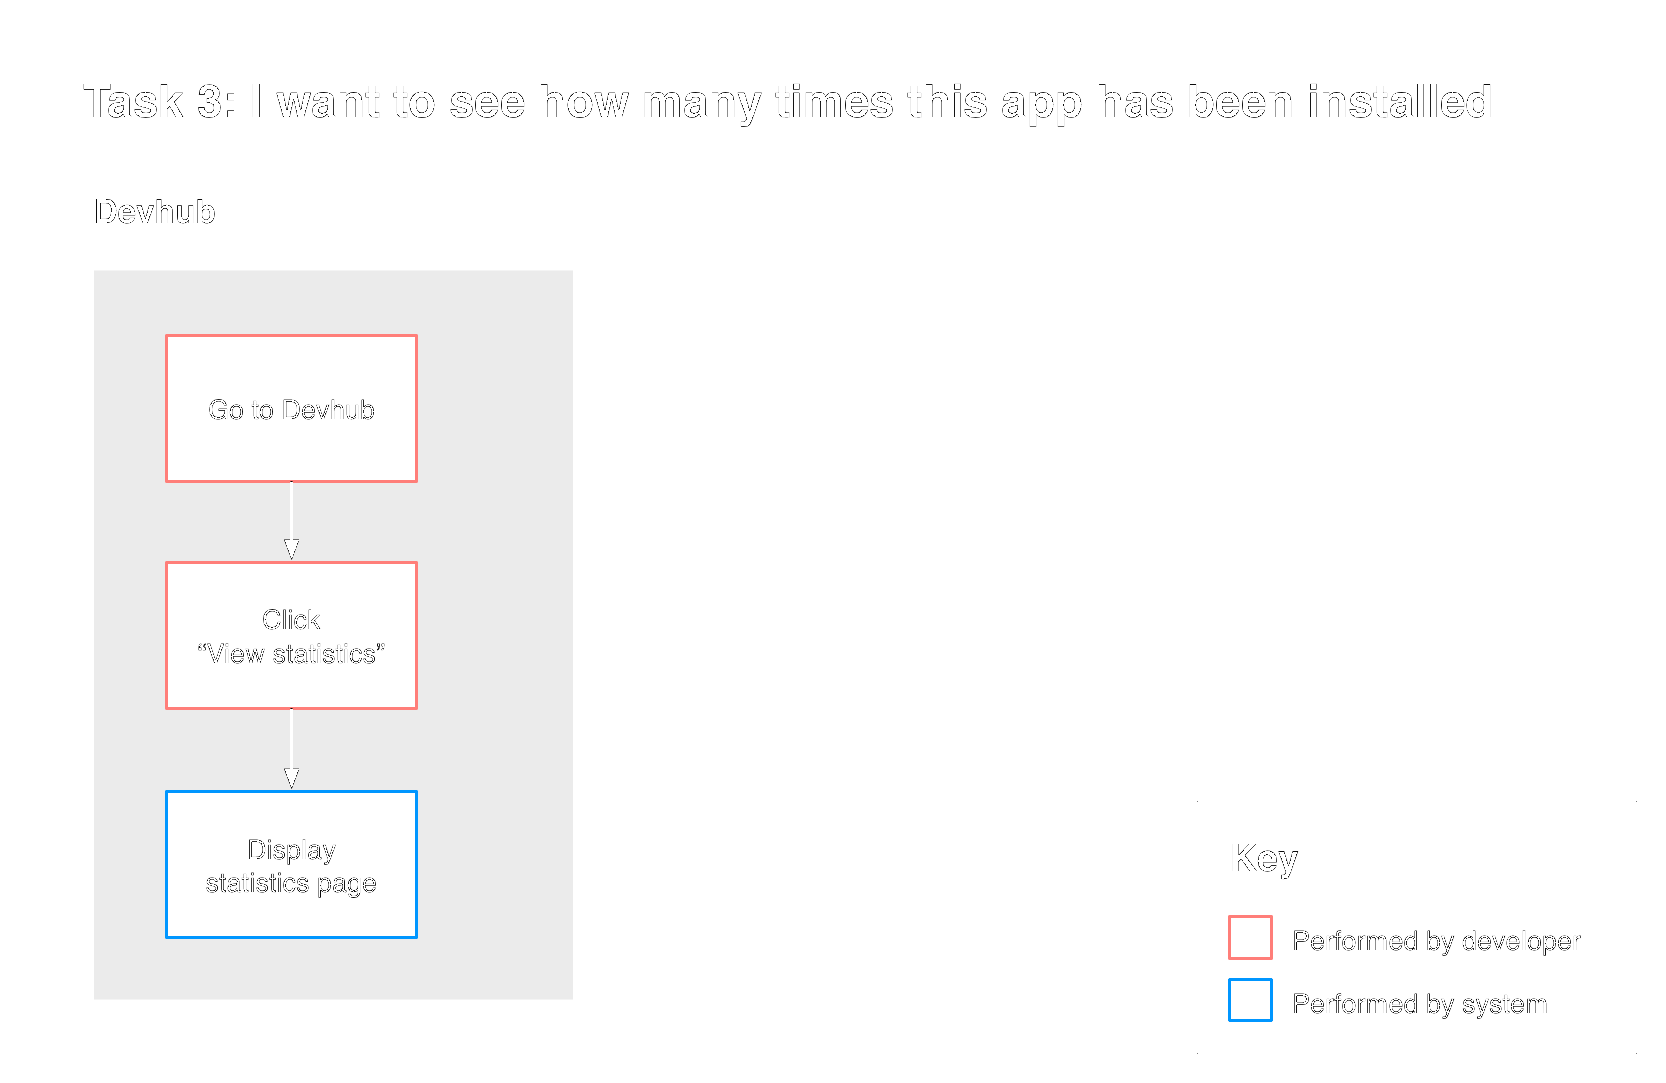 Task 3: I want to see how many times this app has been installed
Devhub
Go to Devhub
Click
“View statistics”
Display
statistics page
Key
Performed by developer
Performed by system